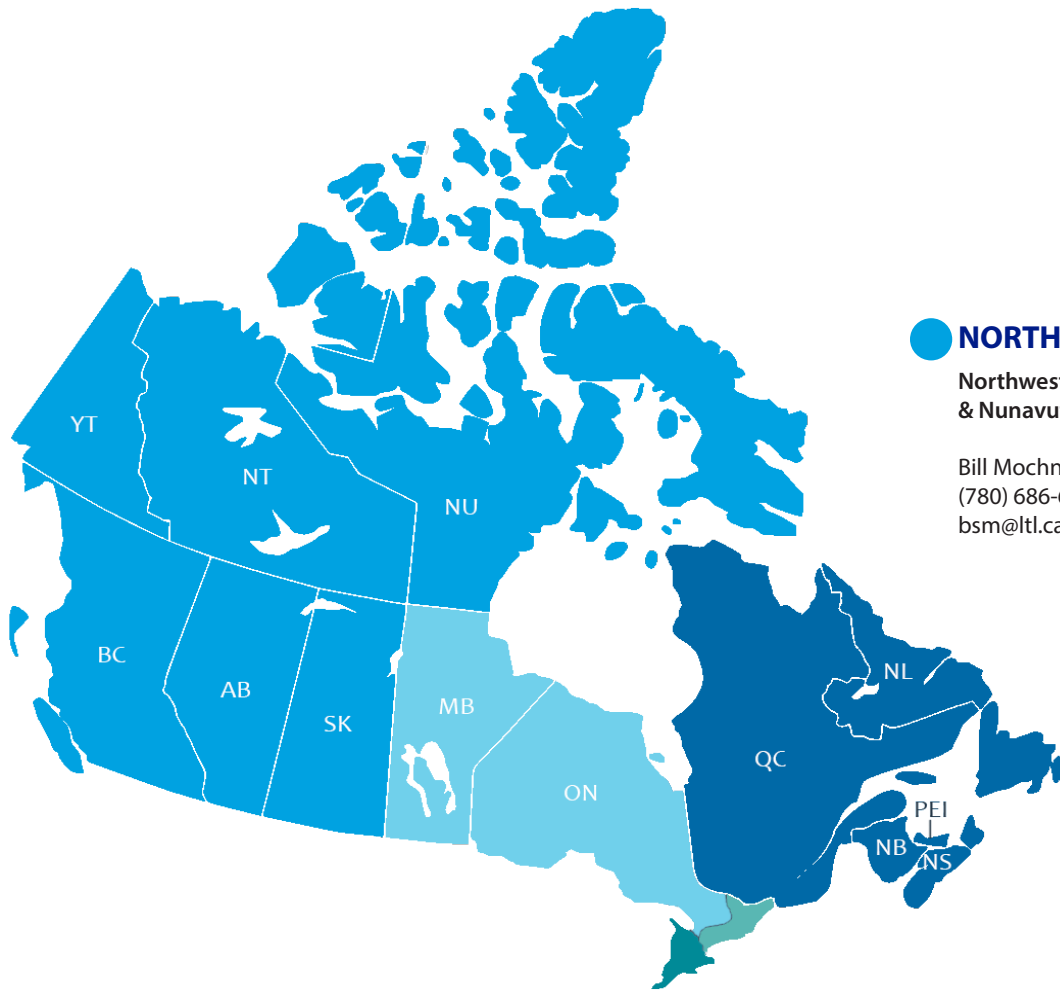 YT
NT
NU
BC
AB
SK
MB
ON
QC
NL
PEI
NB
NS
NORTH
Northwest
& Nunavu
Bill Mochn
(780) 686-
bsm@ltl.ca